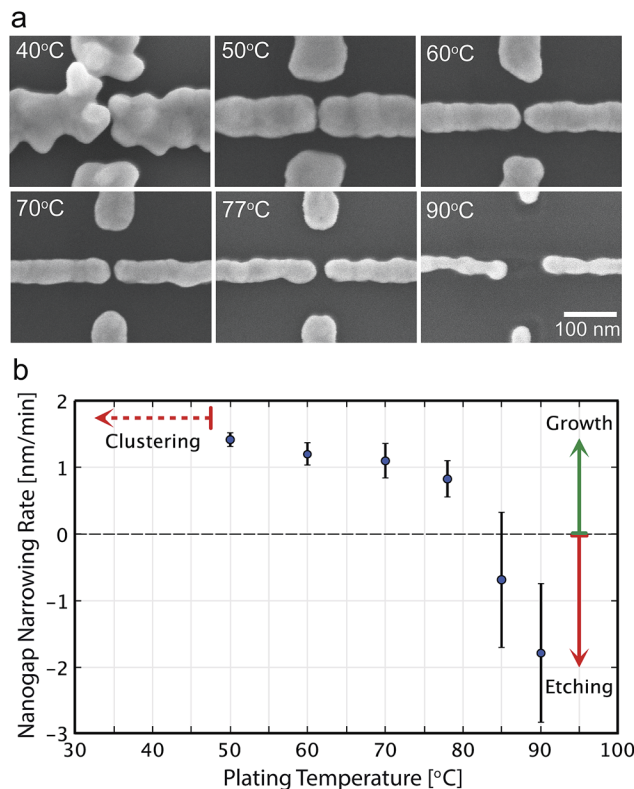 a
40°C
50°C
60°C
70°C
77°C
90°C
100 nm
b
Nanogap Narrowing Rate [nm/min]
2
1
0
−1
−2
−3
Clustering
Growth
Etching
30 40 50 60 70 80 90 100
Plating Temperature [°C]